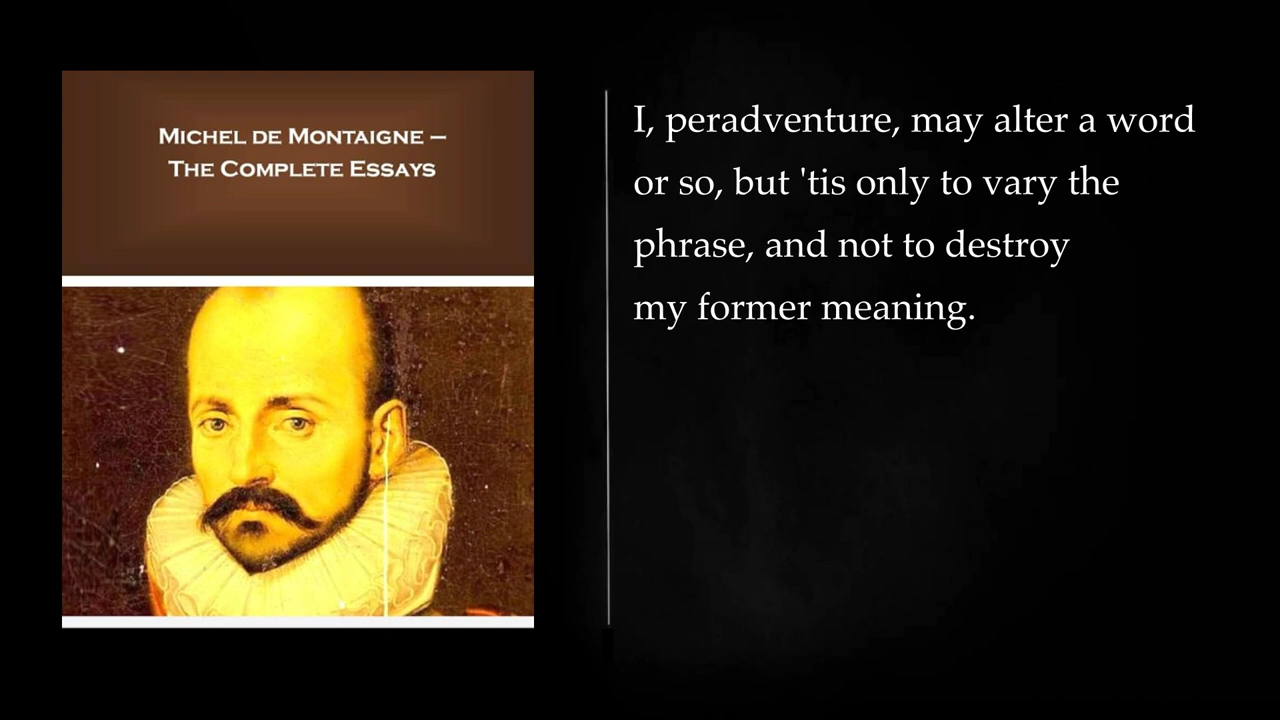 MICHEL DE MONTAIGNE –
THE COMPLETE ESSAYS
I, peradventure, may alter a word
or so, but 'tis only to vary the
phrase, and not to destroy
my former meaning.